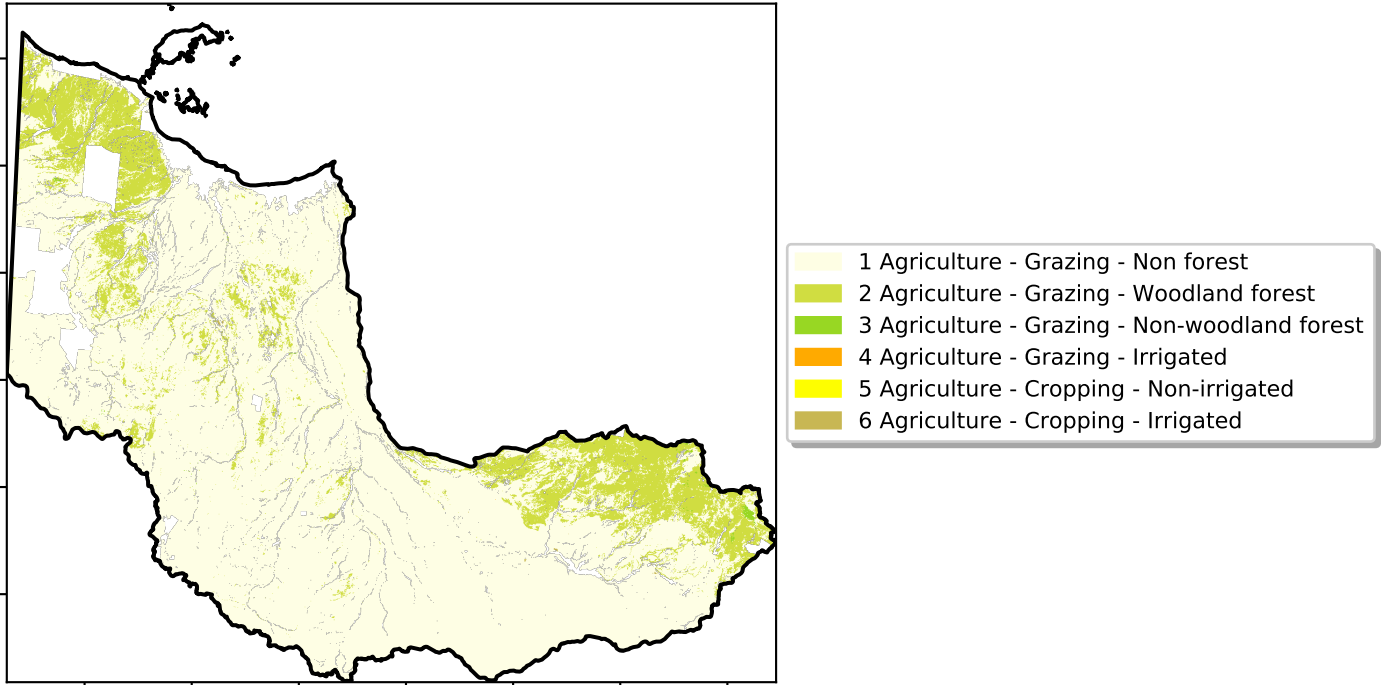 1 Agriculture - Grazing - Non forest
2 Agriculture - Grazing - Woodland forest
3 Agriculture - Grazing - Non-woodland forest
4 Agriculture - Grazing - Irrigated
5 Agriculture - Cropping - Non-irrigated
6 Agriculture - Cropping - Irrigated